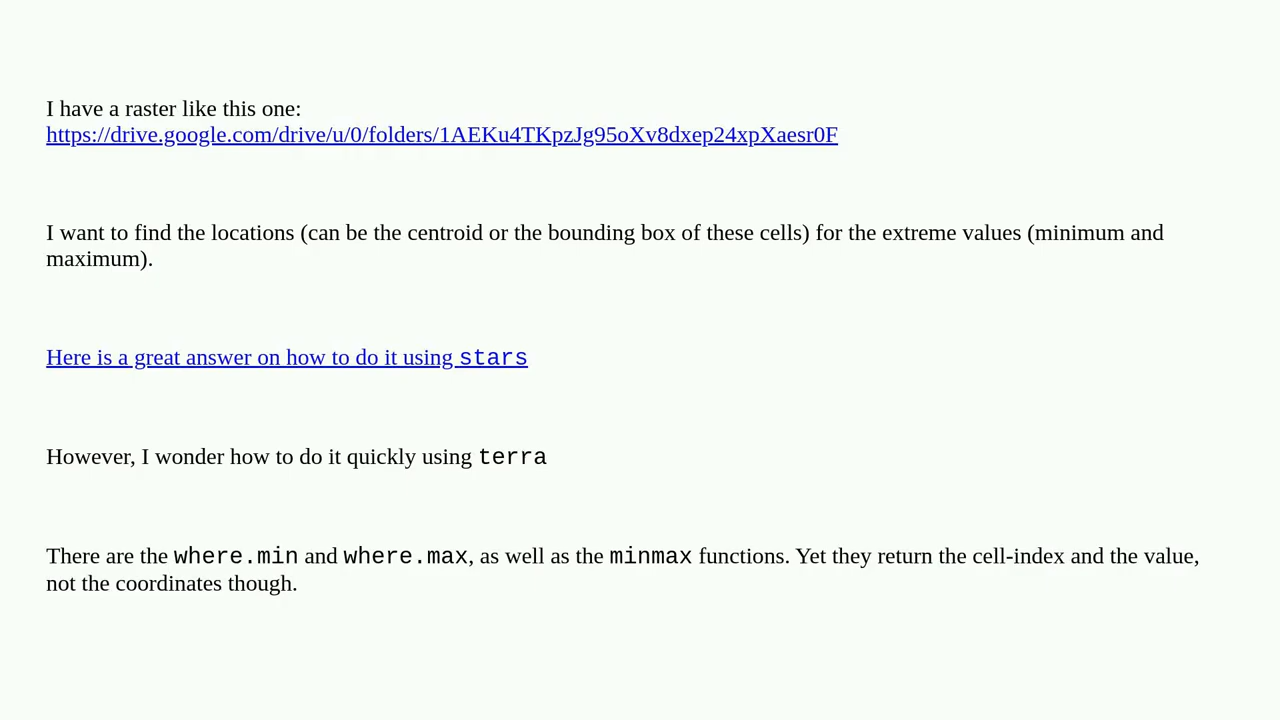 I have a raster like this one:
https://drive.google.com/drive/u/0/folders/1AEKu4TKpzJg95oXv8dxep24xpXaesr0F
I want to find the locations (can be the centroid or the bounding box of these cells) for the extreme values (minimum and
maximum).
Here is a great answer on how to do it using stars
However, I wonder how to do it quickly using terra
There are the where.min and where.max, as well as the minmax functions. Yet they return the cell-index and the value,
not the coordinates though.